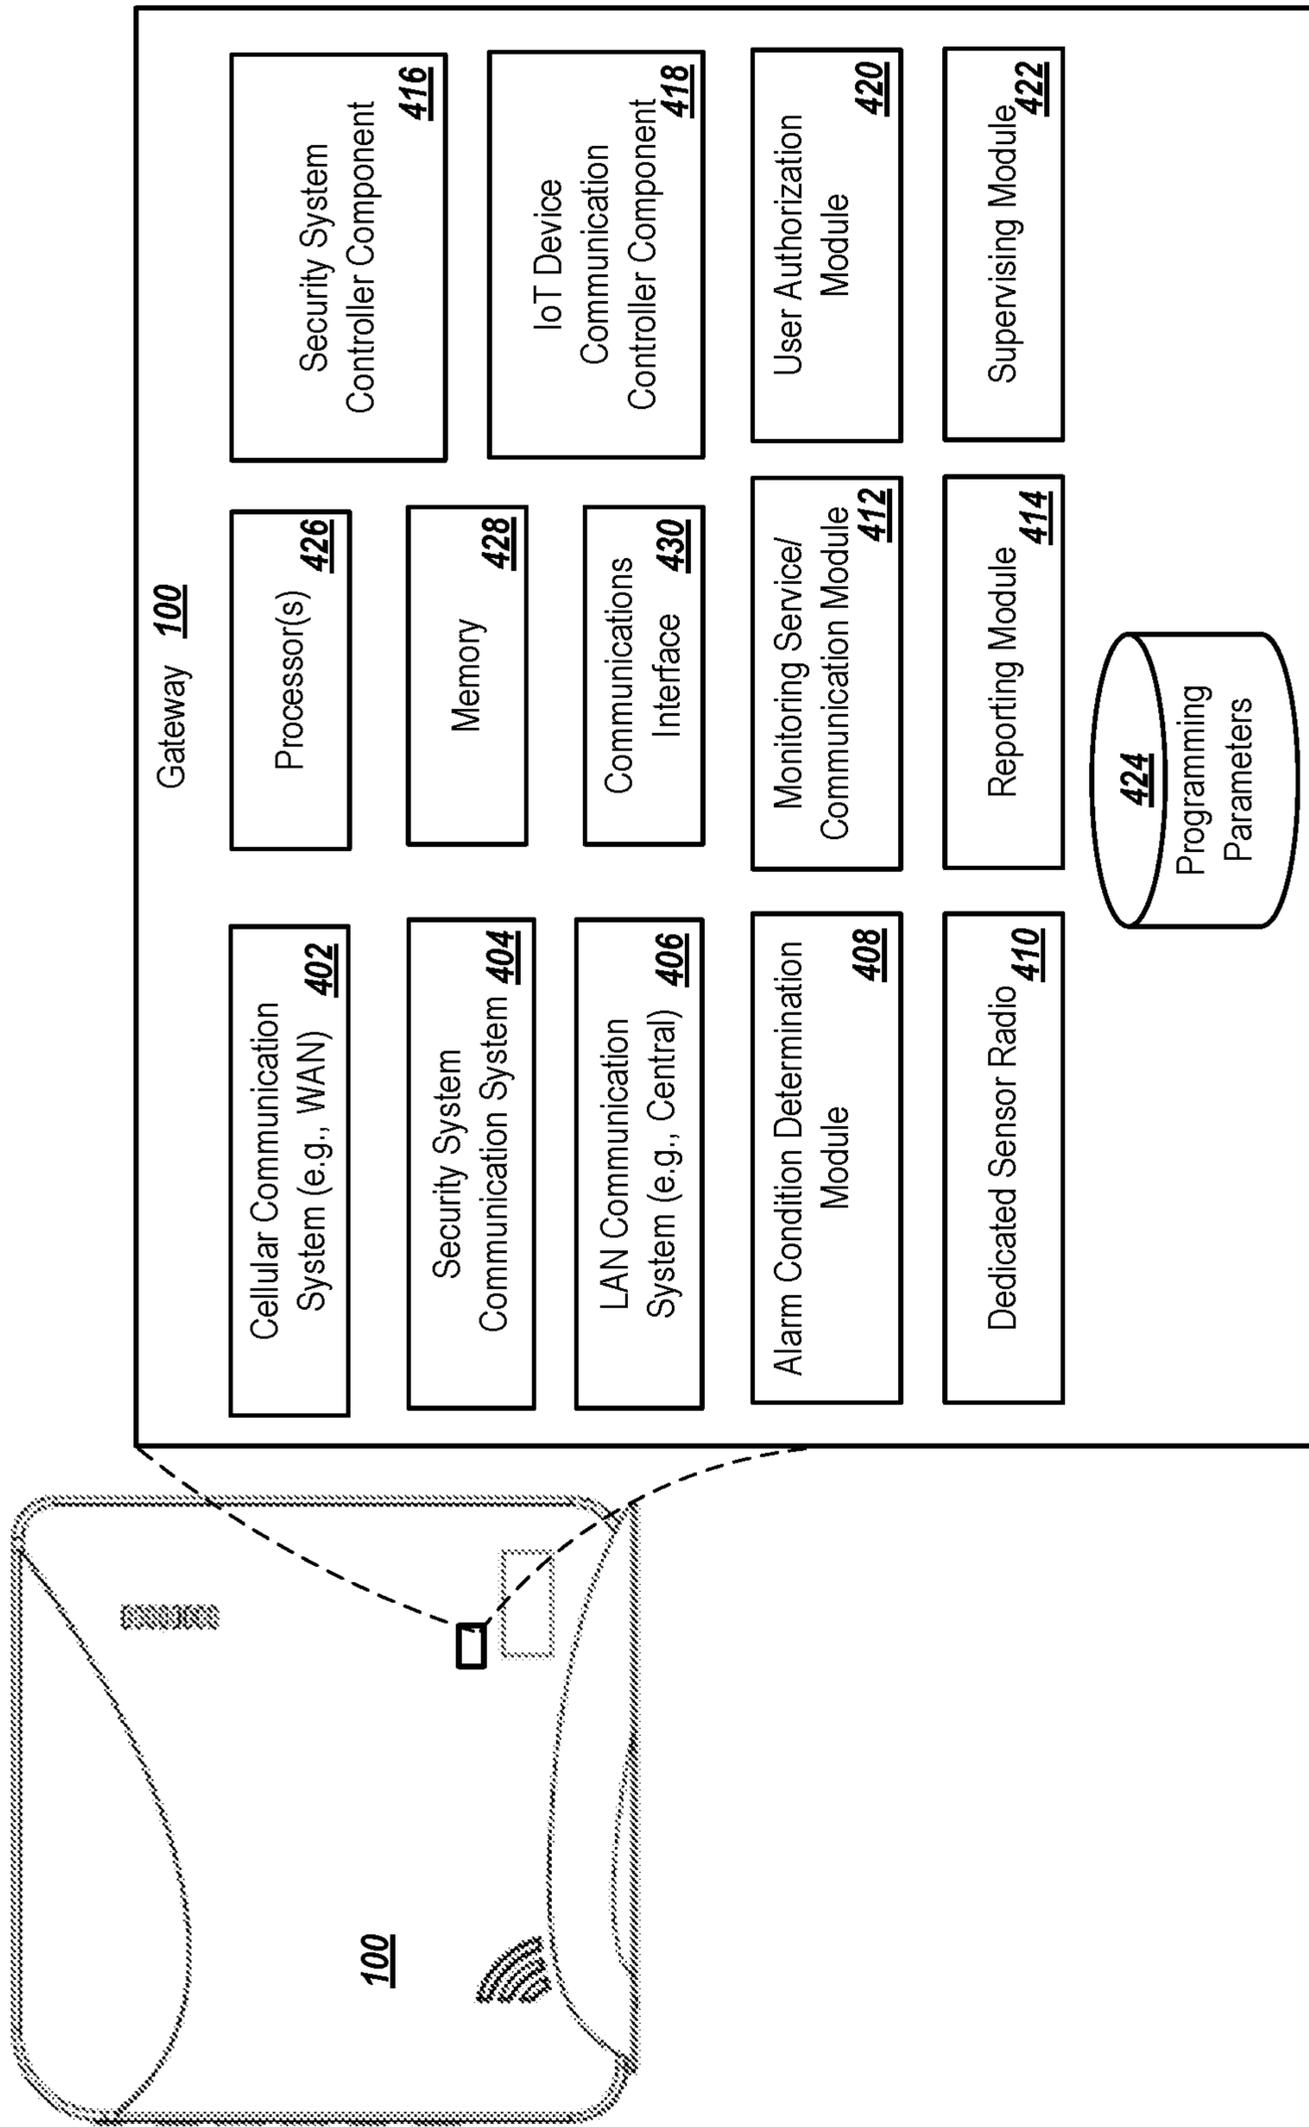 100
Gateway 100
Cellular Communication
System (e.g., WAN)
402
Security System
Communication System
404
LAN Communication
System (e.g., Central)
406
Alarm Condition Determination
Module
408
Dedicated Sensor Radio
410
Processor(s)
426
Memory
428
Communications
Interface
430
Monitoring Service/
Communication Module
412
Reporting Module
414
Security System
Controller Component
416
IoT Device
Communication
Controller Component
418
User Authorization
Module
420
Supervising Module
422
424
Programming
Parameters